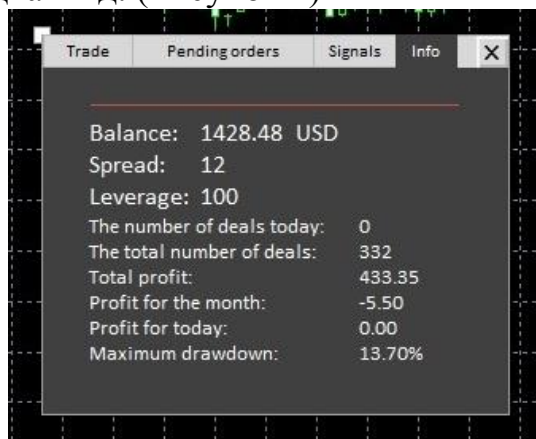 Trade Pending orders Signals Info X
Balance: 1428.48 USD
Spread: 12
Leverage: 100
The number of deals today: 0
The total number of deals: 332
Total profit: 433.35
Profit for the month: -5.50
Profit for today: 0.00
Maximum drawdown: 13.70%